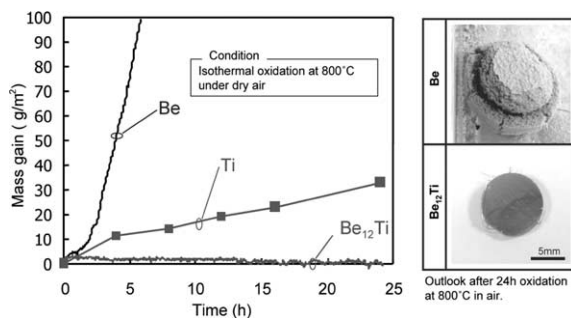 100
90
80
70
60
50
40
30
20
10
0
Mass gain ( g/m²)
Condition
Isothermal oxidation at 800˚C
under dry air
Be
Ti
Be₁₂Ti
0
5
10
15
20
25
Time (h)
Be
Be₁₂Ti
5mm
Outlook after 24h oxidation
at 800˚C in air.